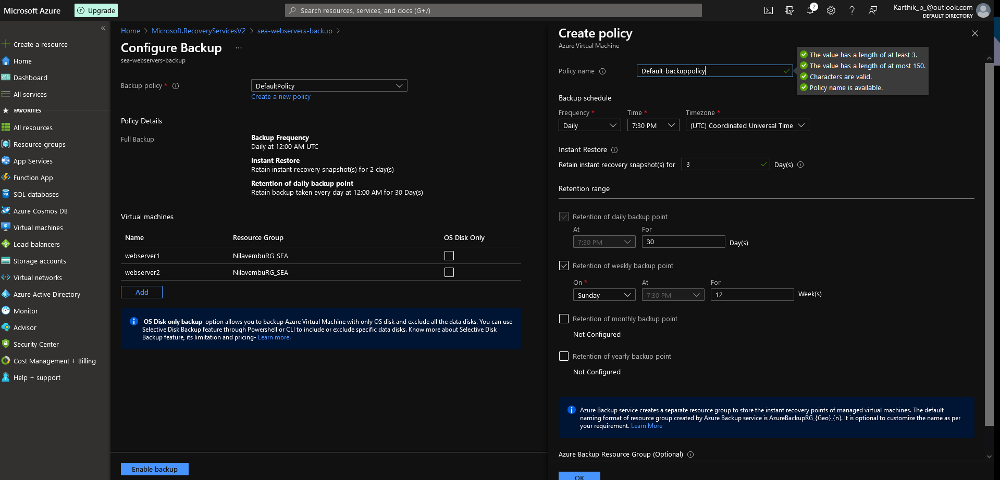 Microsoft Azure
Upgrade
Search resources, services, and docs (G+/)
2
Karthik_p_@outlook.com
DEFAULT DIRECTORY
«
Create a resource
Home
Dashboard
All services
FAVORITES
All resources
Resource groups
App Services
Function App
SQL databases
Azure Cosmos DB
Virtual machines
Load balancers
Storage accounts
Virtual networks
Azure Active Directory
Monitor
Advisor
Security Center
Cost Management + Billing
Help + support
Home > Microsoft.RecoveryServicesV2 > sea-webservers-backup >
Configure Backup ...
sea-webservers-backup
Backup policy *
DefaultPolicy
Create a new policy
Policy Details
Full Backup
Backup Frequency
Daily at 12:00 AM UTC
Instant Restore
Retain instant recovery snapshot(s) for 2 day(s)
Retention of daily backup point
Retain backup taken every day at 12:00 AM for 30 Day(s)
Virtual machines
Name Resource Group OS Disk Only
webserver1 NilavembuRG_SEA
webserver2 NilavembuRG_SEA
Add
OS Disk only backup option allows you to backup Azure Virtual Machine with only OS disk and exclude all the data disks. You can use
Selective Disk Backup feature through Powershell or CLI to include or exclude specific data disks. Know more about Selective Disk
Backup feature, its limitation and pricing- Learn more.
Enable backup
Create policy
Azure Virtual Machine
Policy name
Default-backuppolicy
The value has a length of at least 3.
The value has a length of at most 150.
Characters are valid.
Policy name is available.
Backup schedule
Frequency * Time * Timezone *
Daily 7:30 PM (UTC) Coordinated Universal Time
Instant Restore
Retain instant recovery snapshot(s) for 3 Day(s)
Retention range
Retention of daily backup point
At For
7:30 PM 30 Day(s)
Retention of weekly backup point
On * At For
Sunday 7:30 PM 12 Week(s)
Retention of monthly backup point
Not Configured
Retention of yearly backup point
Not Configured
Azure Backup service creates a separate resource group to store the instant recovery points of managed virtual machines. The default
naming format of resource group created by Azure Backup service is AzureBackupRG_{Geo}_{n}. It is optional to customize the name as per
your requirement. Learn More
Azure Backup Resource Group (Optional)
OK